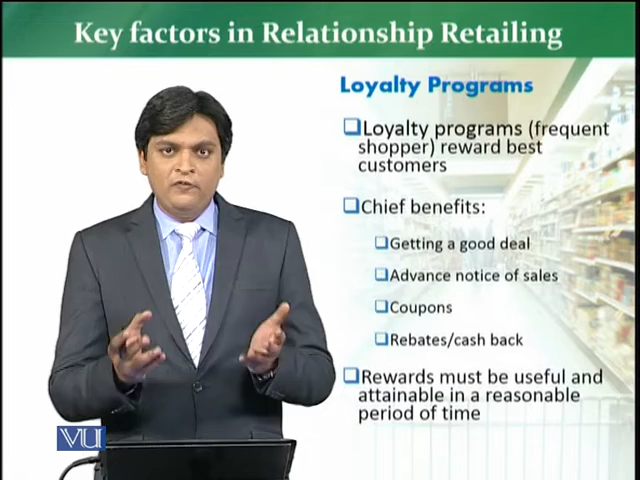 Key factors in Relationship Retailing
Loyalty Programs
Loyalty programs (frequent
shopper) reward best
customers
Chief benefits:
Getting a good deal
Advance notice of sales
Coupons
Rebates/cash back
Rewards must be useful and
attainable in a reasonable
period of time
VU